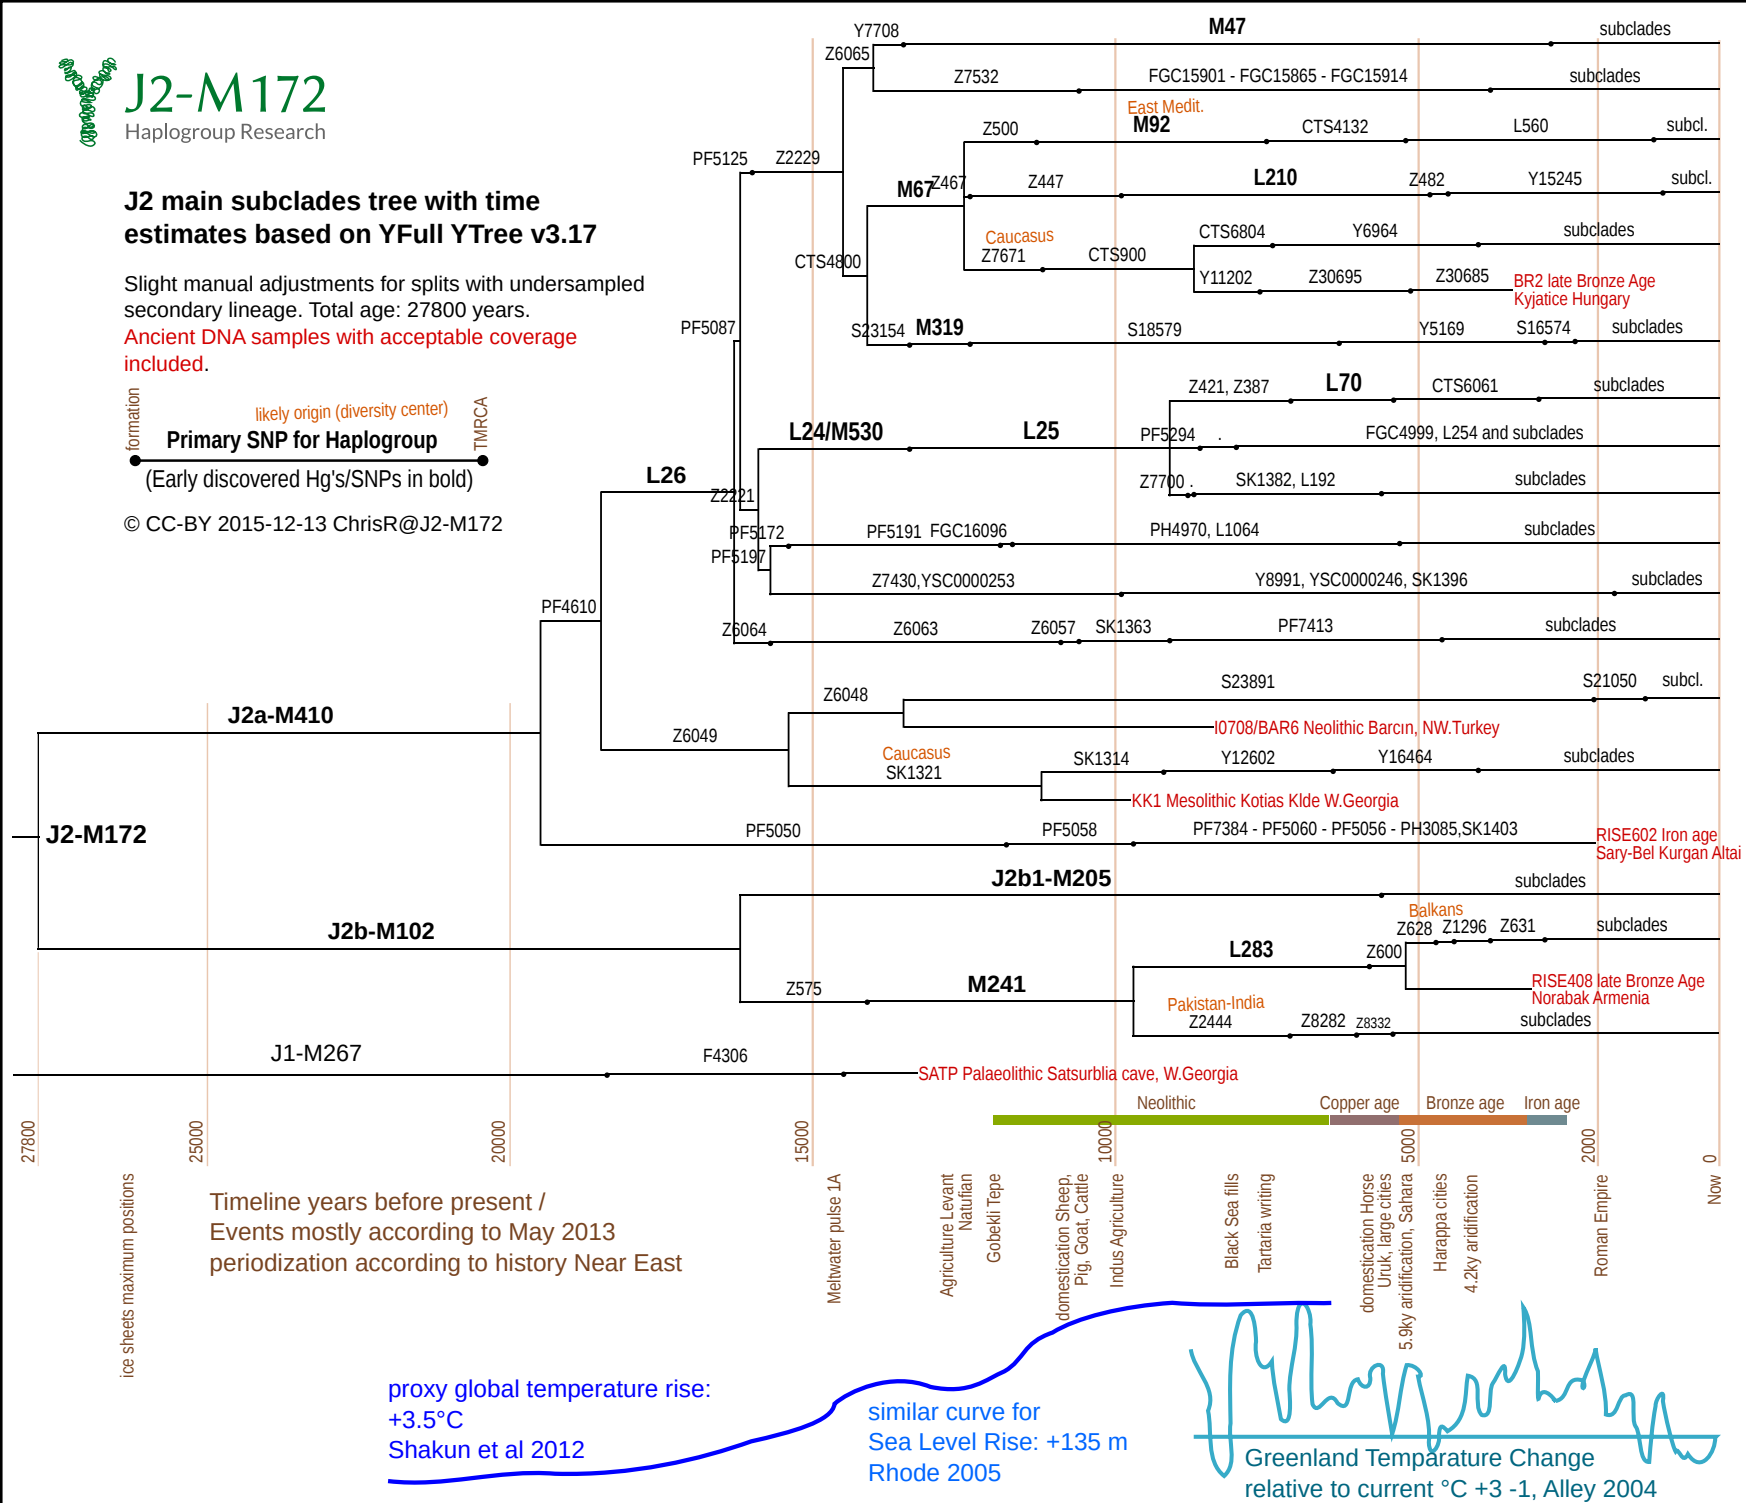 J2-M172
Haplogroup Research
J2 main subclades tree with time
estimates based on YFull YTree v3.17
Slight manual adjustments for splits with undersampled
secondary lineage. Total age: 27800 years.
Ancient DNA samples with acceptable coverage
included.
formation
likely origin (diversity center)
TMRCA
Primary SNP for Haplogroup
(Early discovered Hg's/SNPs in bold)
© CC-BY 2015-12-13 ChrisR@J2-M172
Y7708
M47
subclades
Z6065
Z7532
FGC15901 - FGC15865 - FGC15914
subclades
East Medit.
Z500
M92
CTS4132
L560
subcl.
PF5125
Z2229
M67
Z467
Z447
L210
Z482
Y15245
subcl.
Caucasus
CTS4800
Z7671
CTS900
CTS6804
Y6964
subclades
Y11202
Z30695
Z30685
BR2 late Bronze Age
Kyjatice Hungary
PF5087
S23154
M319
S18579
Y5169
S16574
subclades
Z421, Z387
L70
CTS6061
subclades
L24/M530
L25
PF5294
.
FGC4999, L254 and subclades
L26
Z2221
Z7700 .
SK1382, L192
subclades
PF5172
PF5191
FGC16096
PH4970, L1064
subclades
PF5197
Z7430,YSC0000253
Y8991, YSC0000246, SK1396
subclades
PF4610
Z6064
Z6063
Z6057
SK1363
PF7413
subclades
J2a-M410
Z6048
S23891
S21050
subcl.
Z6049
I0708/BAR6 Neolithic Barcın, NW.Turkey
Caucasus
SK1321
SK1314
Y12602
Y16464
subclades
KK1 Mesolithic Kotias Klde W.Georgia
J2-M172
PF5050
PF5058
PF7384 - PF5060 - PF5056 - PH3085,SK1403
RISE602 Iron age
Sary-Bel Kurgan Altai
J2b1-M205
subclades
Balkans
J2b-M102
Z628
Z1296
Z631
subclades
L283
Z600
Z575
M241
RISE408 late Bronze Age
Norabak Armenia
Pakistan-India
Z2444
Z8282
Z8332
subclades
J1-M267
F4306
SATP Palaeolithic Satsurblia cave, W.Georgia
Neolithic
Copper age
Bronze age
Iron age
27800
25000
20000
15000
10000
5000
2000
0
ice sheets maximum positions
Timeline years before present /
Events mostly according to May 2013
periodization according to history Near East
Meltwater pulse 1A
Agriculture Levant
Natufian
Gobekli Tepe
domestication Sheep,
Pig, Goat, Cattle
Indus Agriculture
Black Sea fills
Tartaria writing
domestication Horse
Uruk, large cities
5.9ky aridification, Sahara
Harappa cities
4.2ky aridification
Roman Empire
Now
proxy global temperature rise:
+3.5°C
Shakun et al 2012
similar curve for
Sea Level Rise: +135 m
Rhode 2005
Greenland Temparature Change
relative to current °C +3 -1, Alley 2004